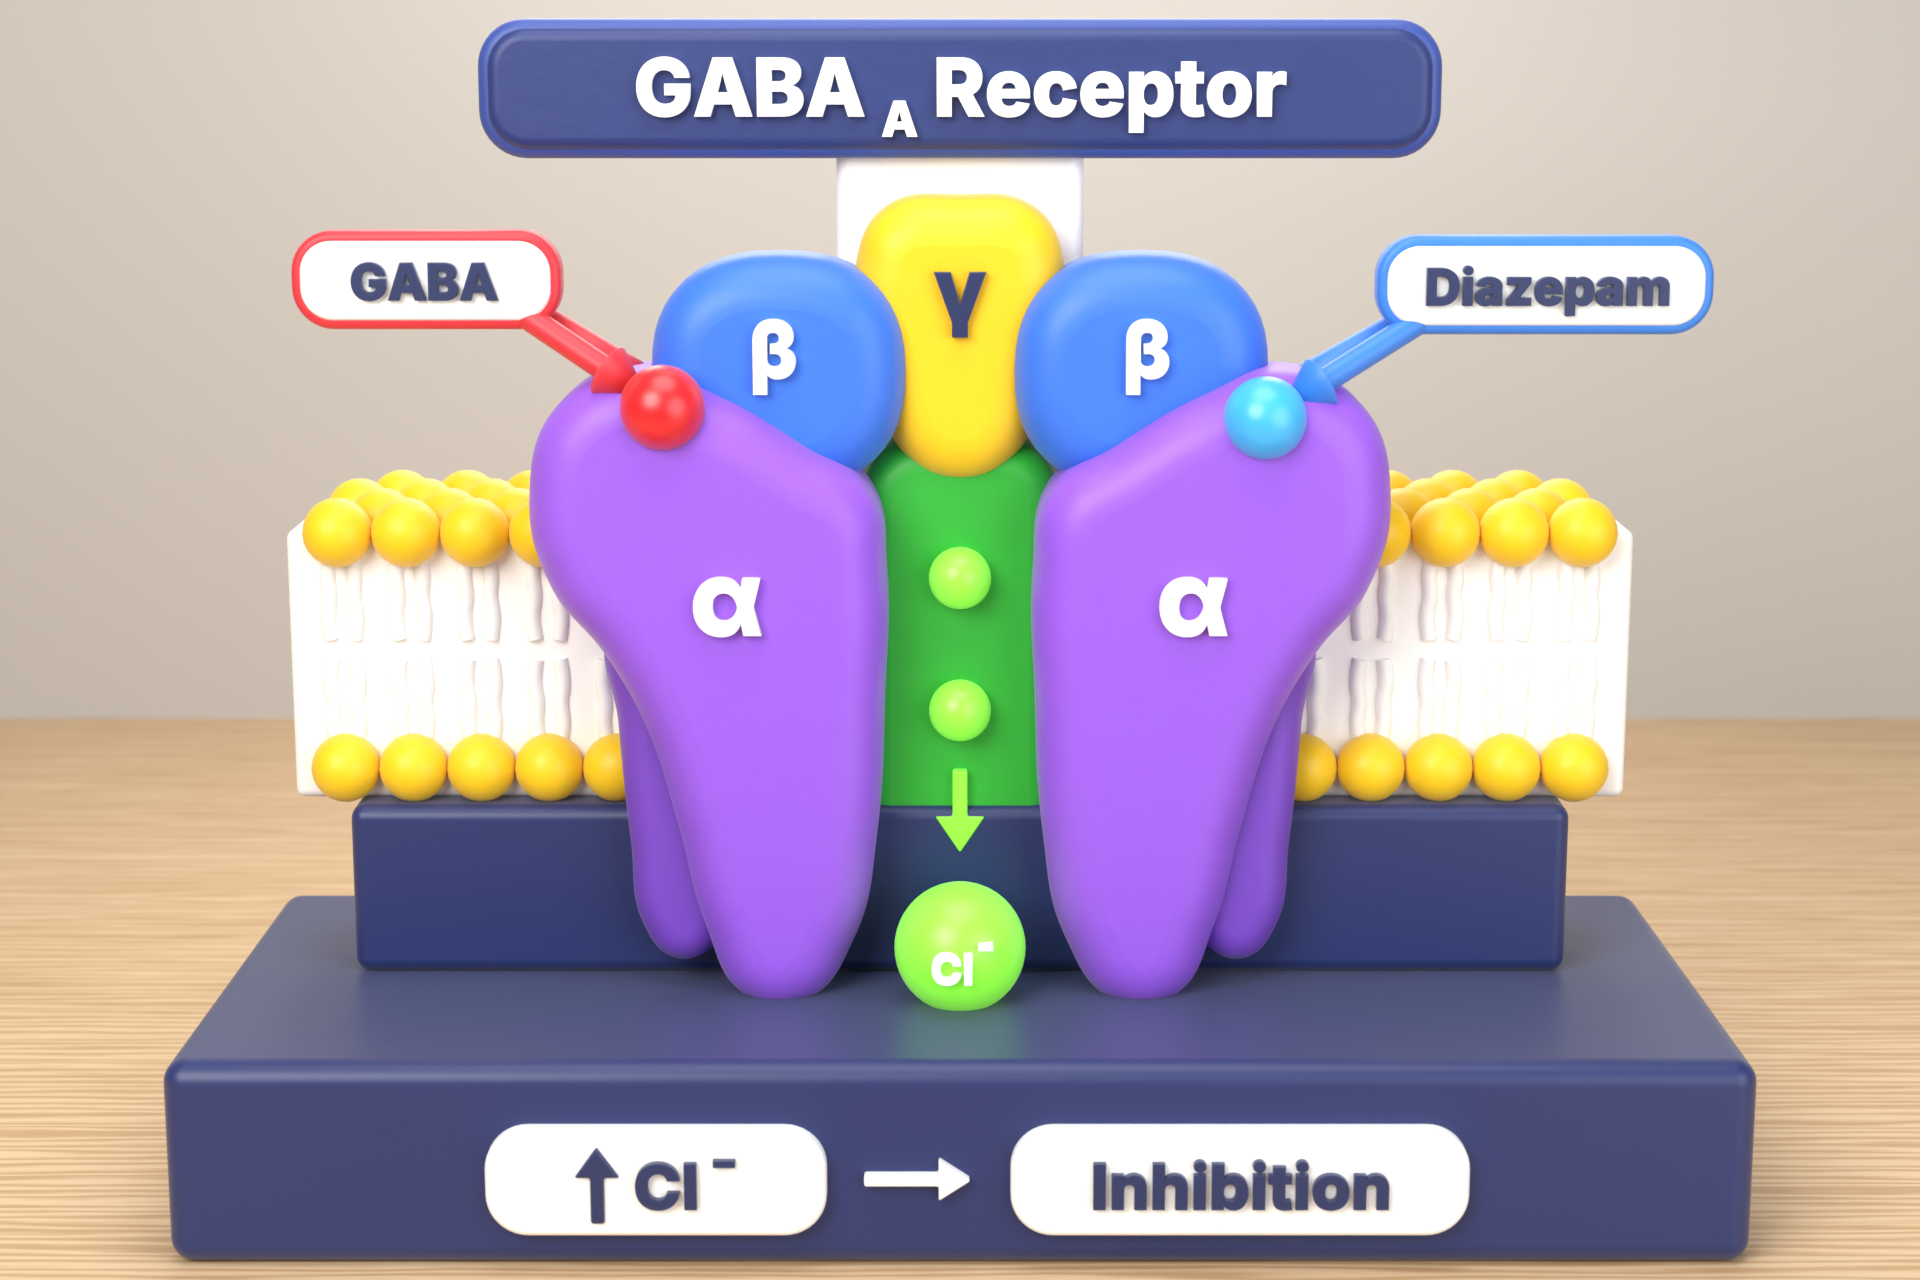 GABA A Receptor
GABA
Diazepam
γ
β
β
α
α
Cl⁻
↑ Cl⁻ → Inhibition